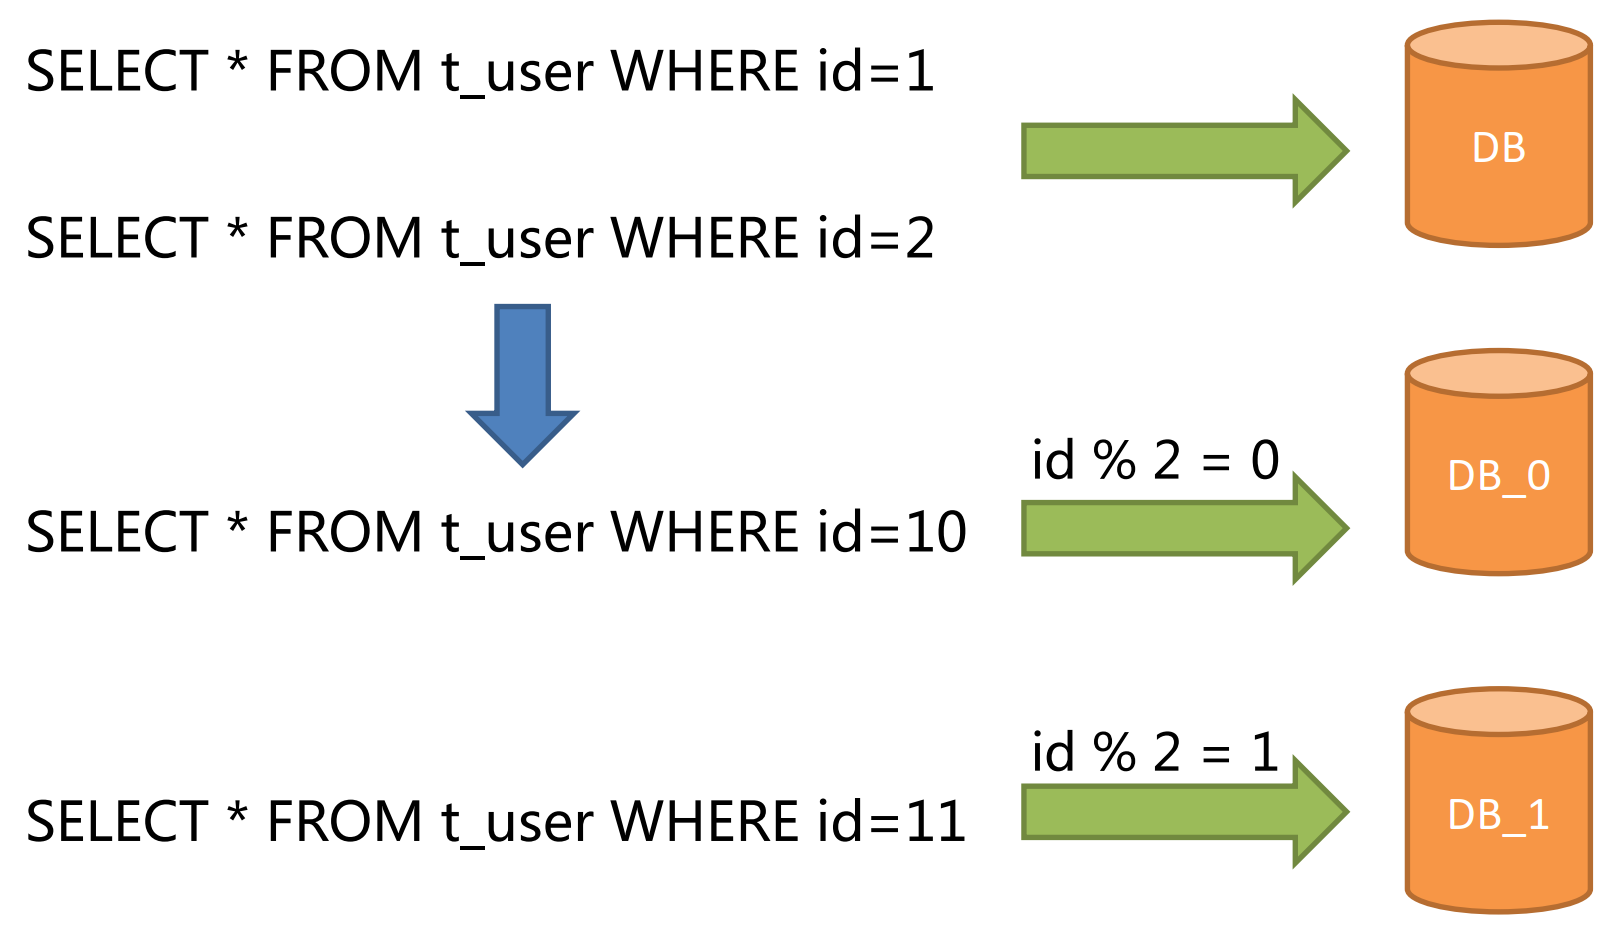 SELECT * FROM t_user WHERE id=1
DB
SELECT * FROM t_user WHERE id=2
id % 2 = 0
DB_0
SELECT * FROM t_user WHERE id=10
id % 2 = 1
DB_1
SELECT * FROM t_user WHERE id=11